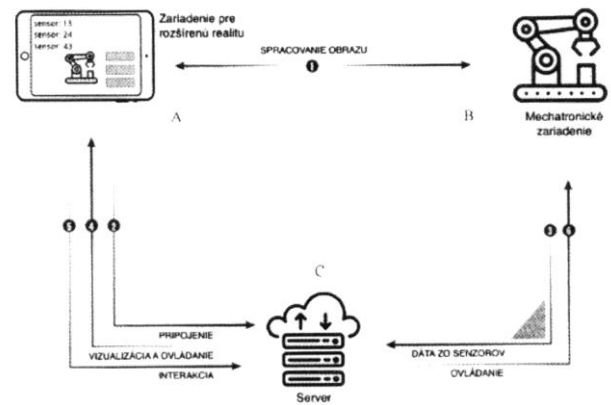 sensor: 13
sensor: 24
sensor: 43
Zariadenie pre
rozšírenú realitu
SPRACOVANIE OBRAZU
1
A
B
Mechatronické
zariadenie
5
4
2
3
6
C
PRIPOJENIE
VIZUALIZÁCIA A OVLÁDANIE
INTERAKCIA
DÁTA ZO SENZOROV
OVLÁDANIE
Server